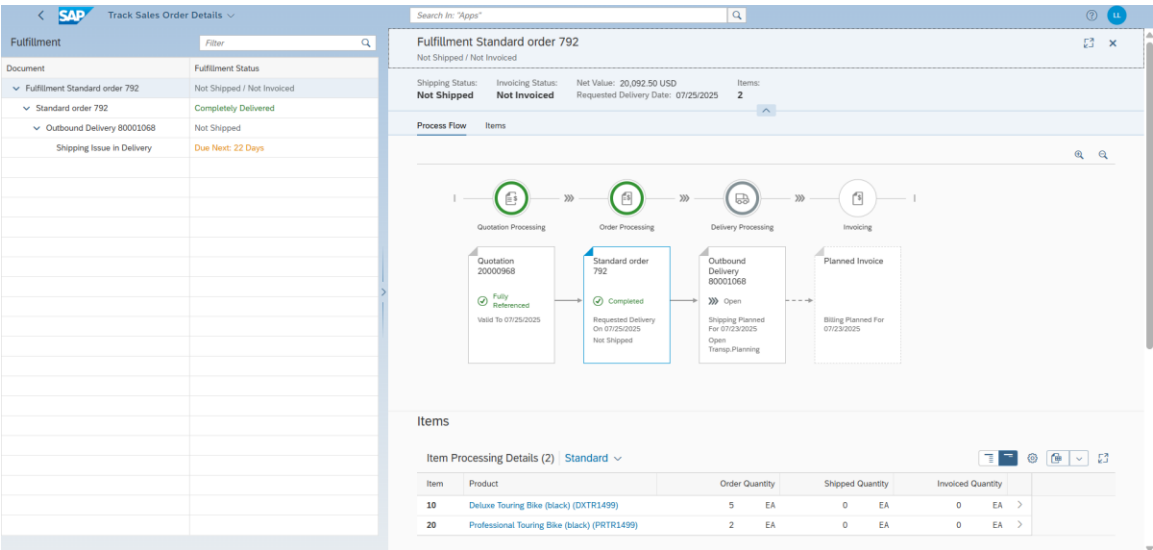 SAP Track Sales Order Details Search In: "Apps" LL
Fulfillment Filter
Document Fulfillment Status
Fulfillment Standard order 792 Not Shipped / Not Invoiced
Standard order 792 Completely Delivered
Outbound Delivery 80001068 Not Shipped
Shipping Issue in Delivery Due Next: 22 Days
Fulfillment Standard order 792
Not Shipped / Not Invoiced
Shipping Status: Invoicing Status: Net Value: 20,092.50 USD Items:
Not Shipped Not Invoiced Requested Delivery Date: 07/25/2025 2
Process Flow Items
Quotation Processing Order Processing Delivery Processing Invoicing
Quotation
20000968
Fully
Referenced
Valid To 07/25/2025
Standard order
792
Completed
Requested Delivery
On 07/25/2025
Not Shipped
Outbound
Delivery
80001068
Open
Shipping Planned
For 07/23/2025
Open
Transp.Planning
Planned Invoice
Billing Planned For
07/23/2025
Items
Item Processing Details (2) Standard
Item Product Order Quantity Shipped Quantity Invoiced Quantity
10 Deluxe Touring Bike (black) (DXTR1499) 5 EA 0 EA 0 EA
20 Professional Touring Bike (black) (PRTR1499) 2 EA 0 EA 0 EA